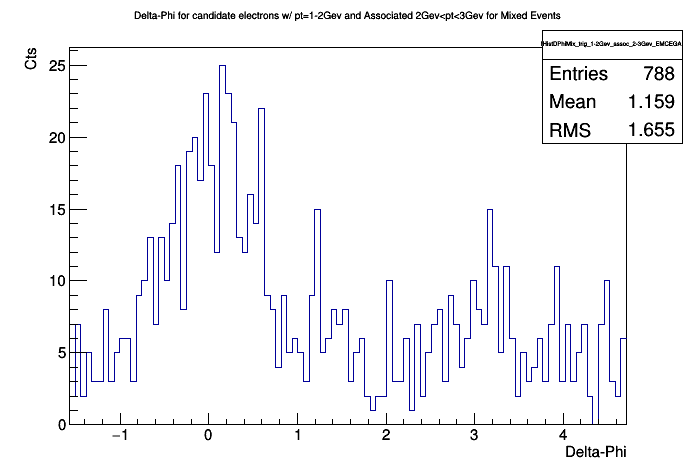 Delta-Phi for candidate electrons w/ pt=1-2Gev and Associated 2Gev<pt<3Gev for Mixed Events
Cts
fHistDPhiMix_trig_1-2Gev_assoc_2-3Gev_EMCEGA
Entries 788
Mean 1.159
RMS 1.655
25
20
15
10
5
0
−1 0 1 2 3 4
Delta-Phi